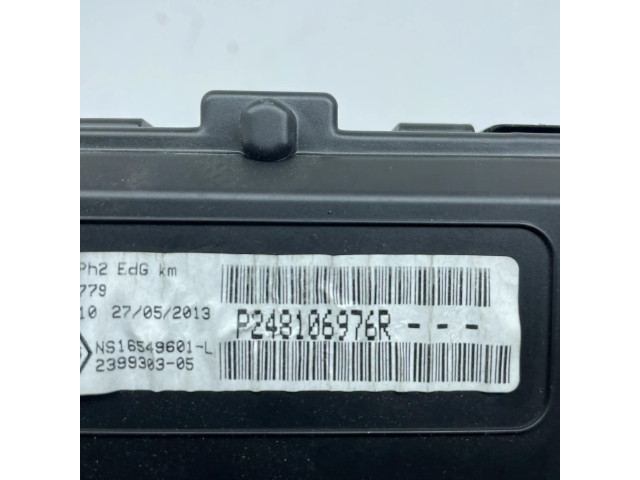 Ph2 EdG km
779
10 27/05/2013
P248106976R - - -
NS16549601-L
2399303-05